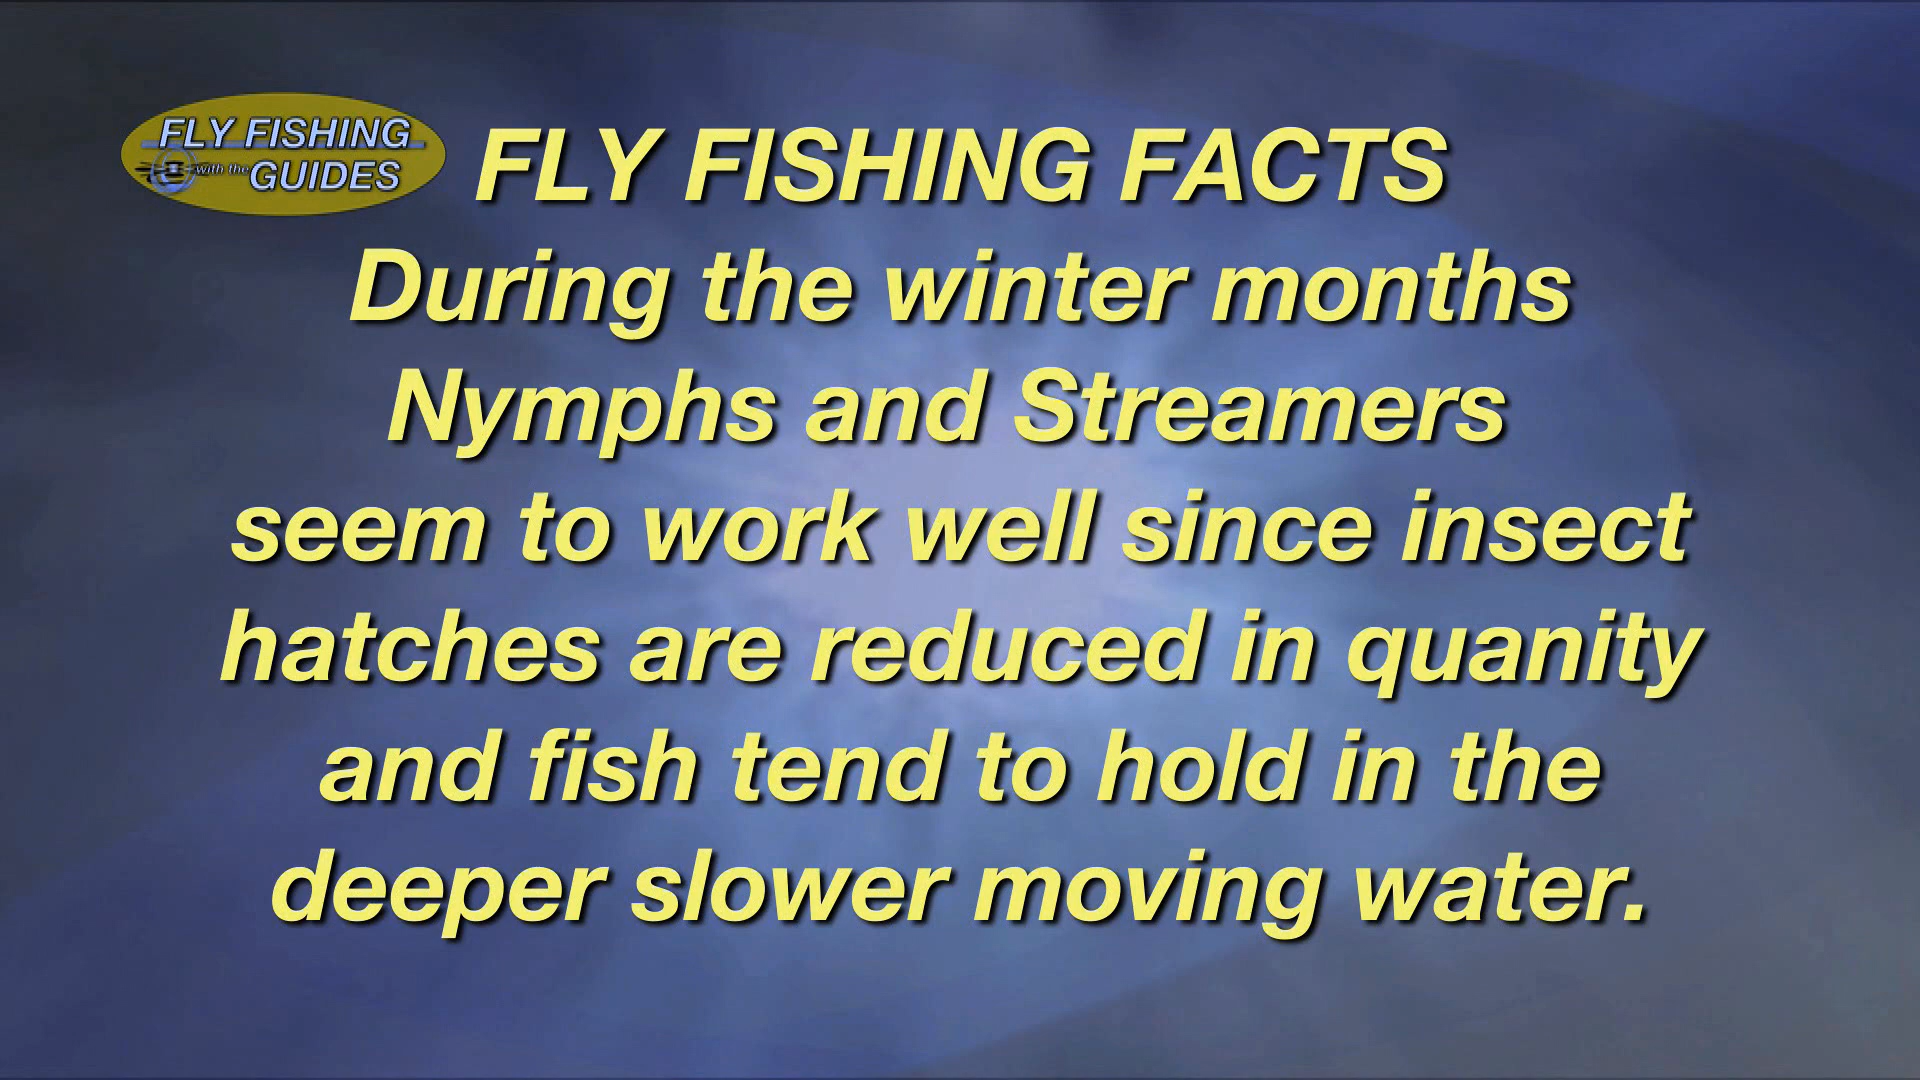 FLY FISHING
with the GUIDES
FLY FISHING FACTS
During the winter months
Nymphs and Streamers
seem to work well since insect
hatches are reduced in quanity
and fish tend to hold in the
deeper slower moving water.